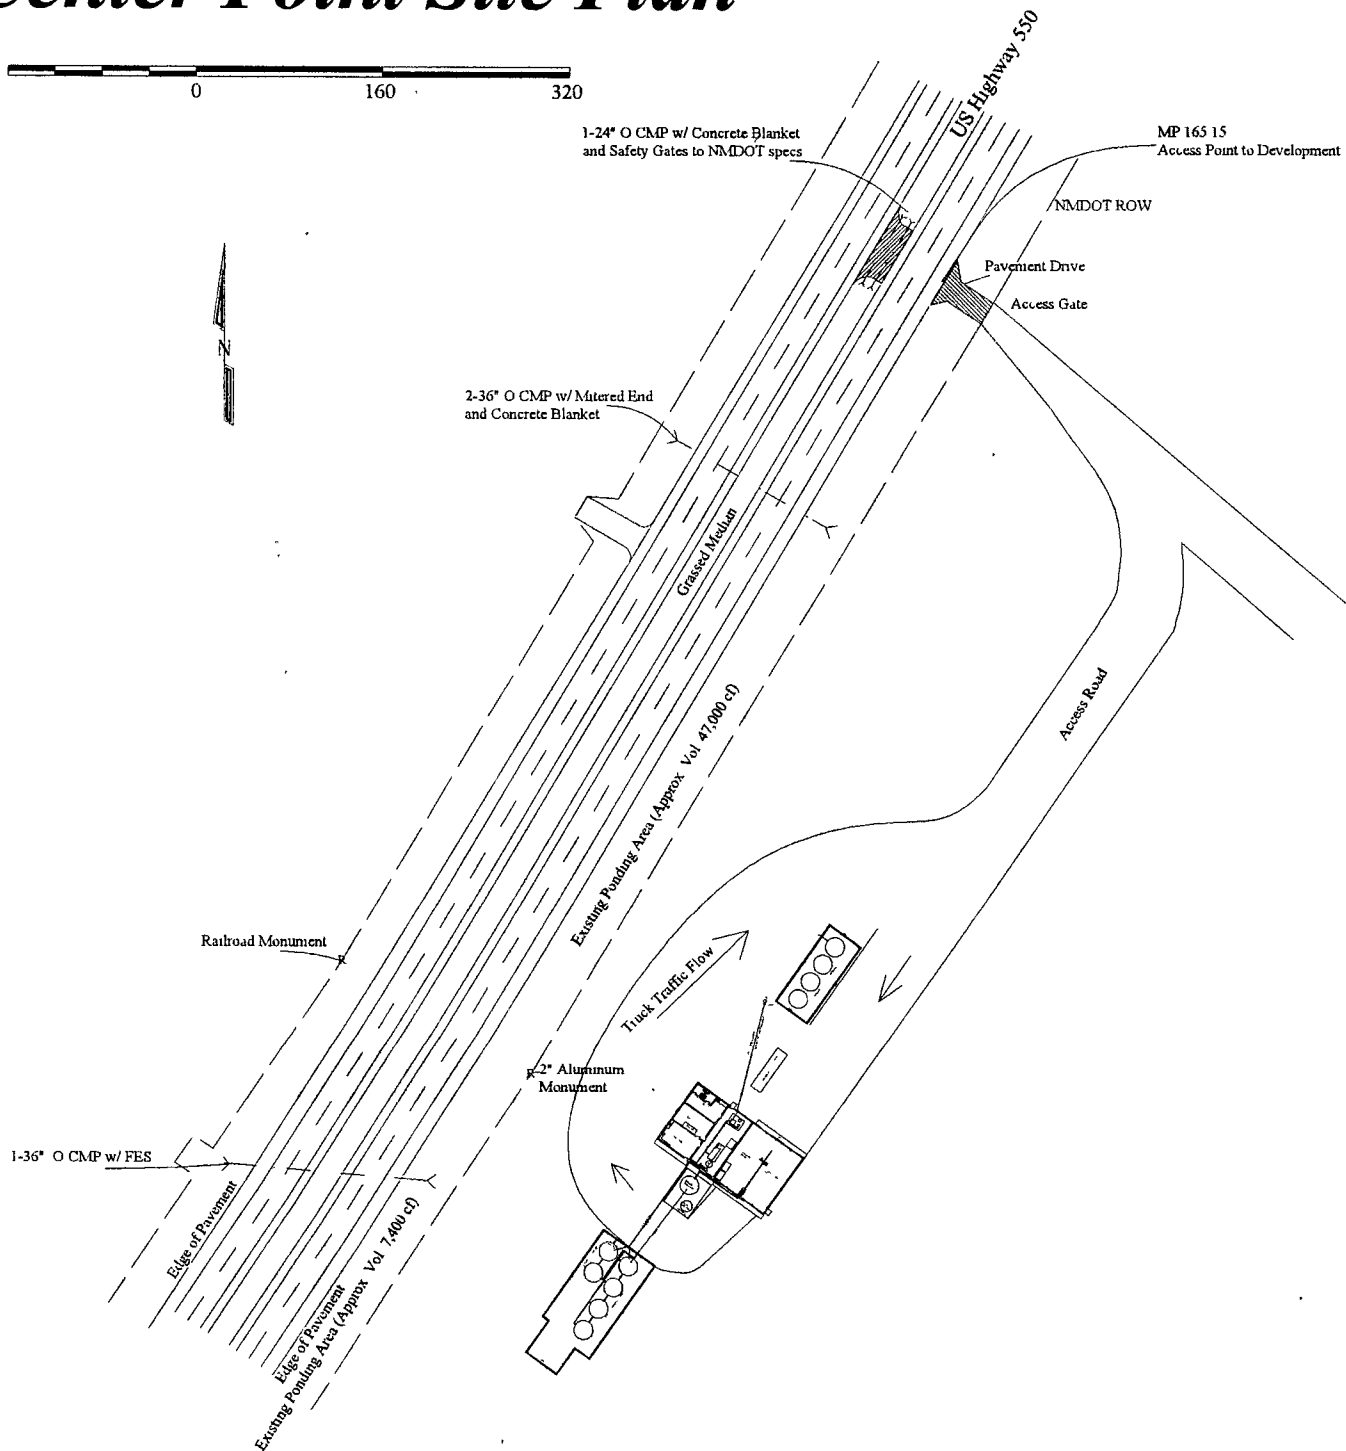 Center Point Site Plan
0 160 320
US Highway 550
1-24" O CMP w/ Concrete Blanket
and Safety Gates to NMDOT specs
MP 165 15
Access Point to Development
NMDOT ROW
Pavement Drive
Access Gate
N
2-36" O CMP w/ Mitered End
and Concrete Blanket
Grassed Median
Access Road
Existing Ponding Area (Approx Vol 47,000 cf)
Railroad Monument
R
Truck Traffic Flow
R
2" Aluminum
Monument
1-36" O CMP w/ FES
Edge of Pavement
Edge of Pavement
Existing Ponding Area (Approx Vol 7,400 cf)